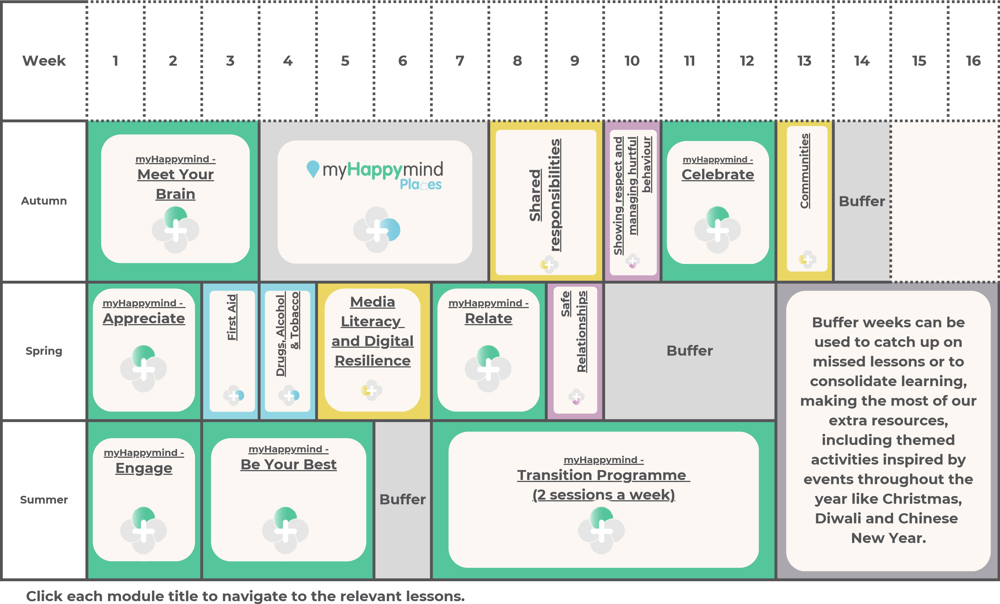 Week 1 2 3 4 5 6 7 8 9 10 11 12 13 14 15 16
Autumn
myHappymind -
Meet Your
Brain
myHappymind
Places
Shared
responsibilities
Showing respect and
managing hurtful
behaviour
myHappymind -
Celebrate
Communities
Buffer
Spring
myHappymind -
Appreciate
First Aid
Drugs, Alcohol
& Tobacco
Media
Literacy
and Digital
Resilience
myHappymind -
Relate
Safe
Relationships
Buffer
Summer
myHappymind -
Engage
myHappymind -
Be Your Best
Buffer
myHappymind -
Transition Programme
(2 sessions a week)
Buffer weeks can be
used to catch up on
missed lessons or to
consolidate learning,
making the most of our
extra resources,
including themed
activities inspired by
events throughout the
year like Christmas,
Diwali and Chinese
New Year.
Click each module title to navigate to the relevant lessons.